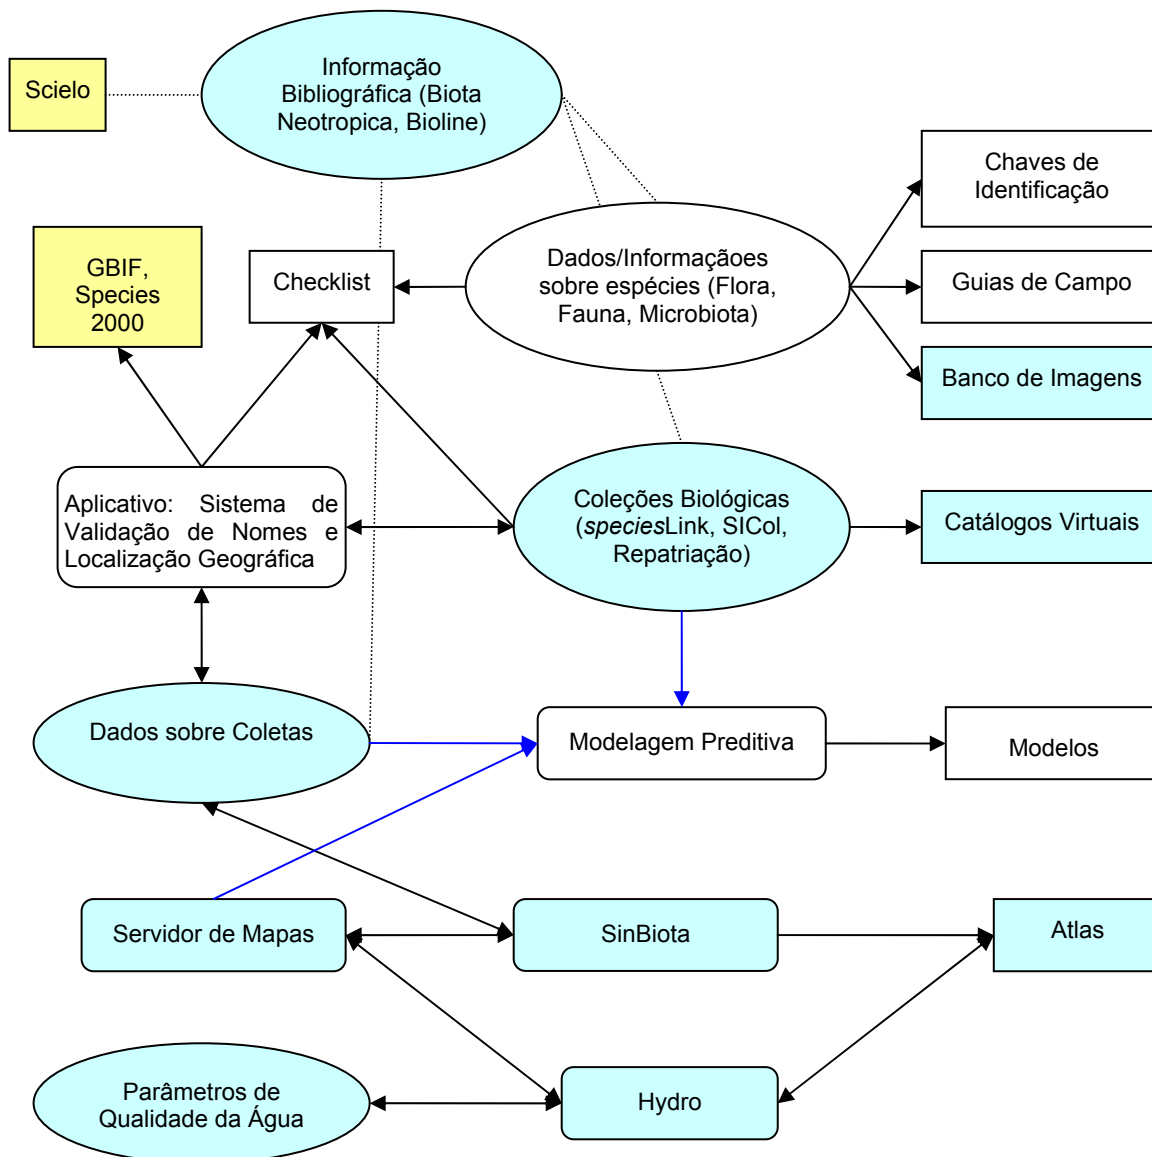 Scielo
Informação
Bibliográfica (Biota
Neotropica, Bioline)
Chaves de
Identificação
GBIF,
Species
2000
Checklist
Dados/Informaçãoes
sobre espécies (Flora,
Fauna, Microbiota)
Guias de Campo
Banco de Imagens
Aplicativo: Sistema de
Validação de Nomes e
Localização Geográfica
Coleções Biológicas
(speciesLink, SICol,
Repatriação)
Catálogos Virtuais
Dados sobre Coletas
Modelagem Preditiva
Modelos
Servidor de Mapas
SinBiota
Atlas
Parâmetros de
Qualidade da Água
Hydro